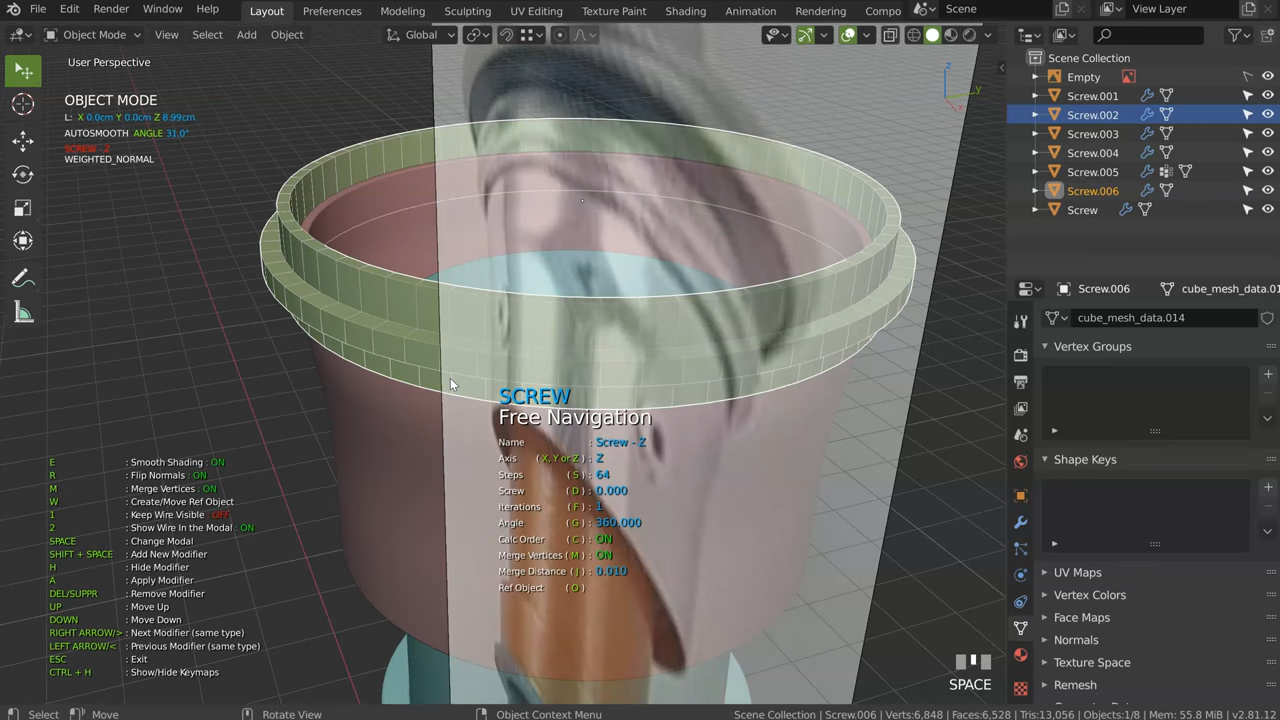 File Edit Render Window Help Layout Preferences Modeling Sculpting UV Editing Texture Paint Shading Animation Rendering Compo Scene View Layer
Object Mode View Select Add Object Global
User Perspective
OBJECT MODE
L: X 0.0cm Y 0.0cm Z 8.99cm
AUTOSMOOTH ANGLE 31.0°
SCREW - Z
WEIGHTED_NORMAL
SCREW
Free Navigation
Name : Screw - Z
Axis ( X, Y or Z ) : Z
Steps ( S ) : 64
Screw ( D ) : 0.000
Iterations ( F ) : 1
Angle ( G ) : 360.000
Calc Order ( C ) : ON
Merge Vertices ( M ) : ON
Merge Distance ( J ) : 0.010
Ref Object ( O )
E : Smooth Shading : ON
R : Flip Normals : ON
M : Merge Vertices : ON
W : Create/Move Ref Object
1 : Keep Wire Visible : OFF
2 : Show Wire In the Modal : ON
SPACE : Change Modal
SHIFT + SPACE : Add New Modifier
H : Hide Modifier
A : Apply Modifier
DEL/SUPPR : Remove Modifier
UP : Move Up
DOWN : Move Down
RIGHT ARROW/> : Next Modifier (same type)
LEFT ARROW/< : Previous Modifier (same type)
ESC : Exit
CTRL + H : Show/Hide Keymaps
SPACE
x
y
z
Scene Collection
Empty
Screw.001
Screw.002
Screw.003
Screw.004
Screw.005
Screw.006
Screw
Screw.006 cube_mesh_data.01
cube_mesh_data.014
Vertex Groups
Shape Keys
UV Maps
Vertex Colors
Face Maps
Normals
Texture Space
Remesh
Select Move Rotate View Object Context Menu Scene Collection | Screw.006 | Verts:6,848 | Faces:6,528 | Tris:13,056 | Objects:1/8 | Mem: 55.8 MiB | v2.81.12